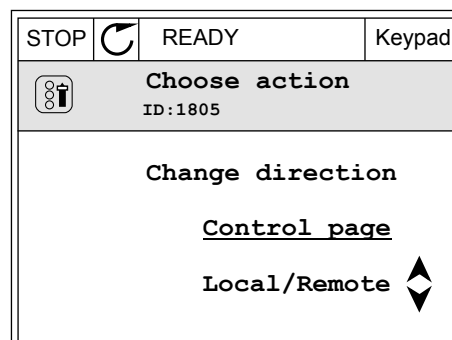 STOP READY Keypad
Choose action
ID:1805
Change direction
Control page
Local/Remote